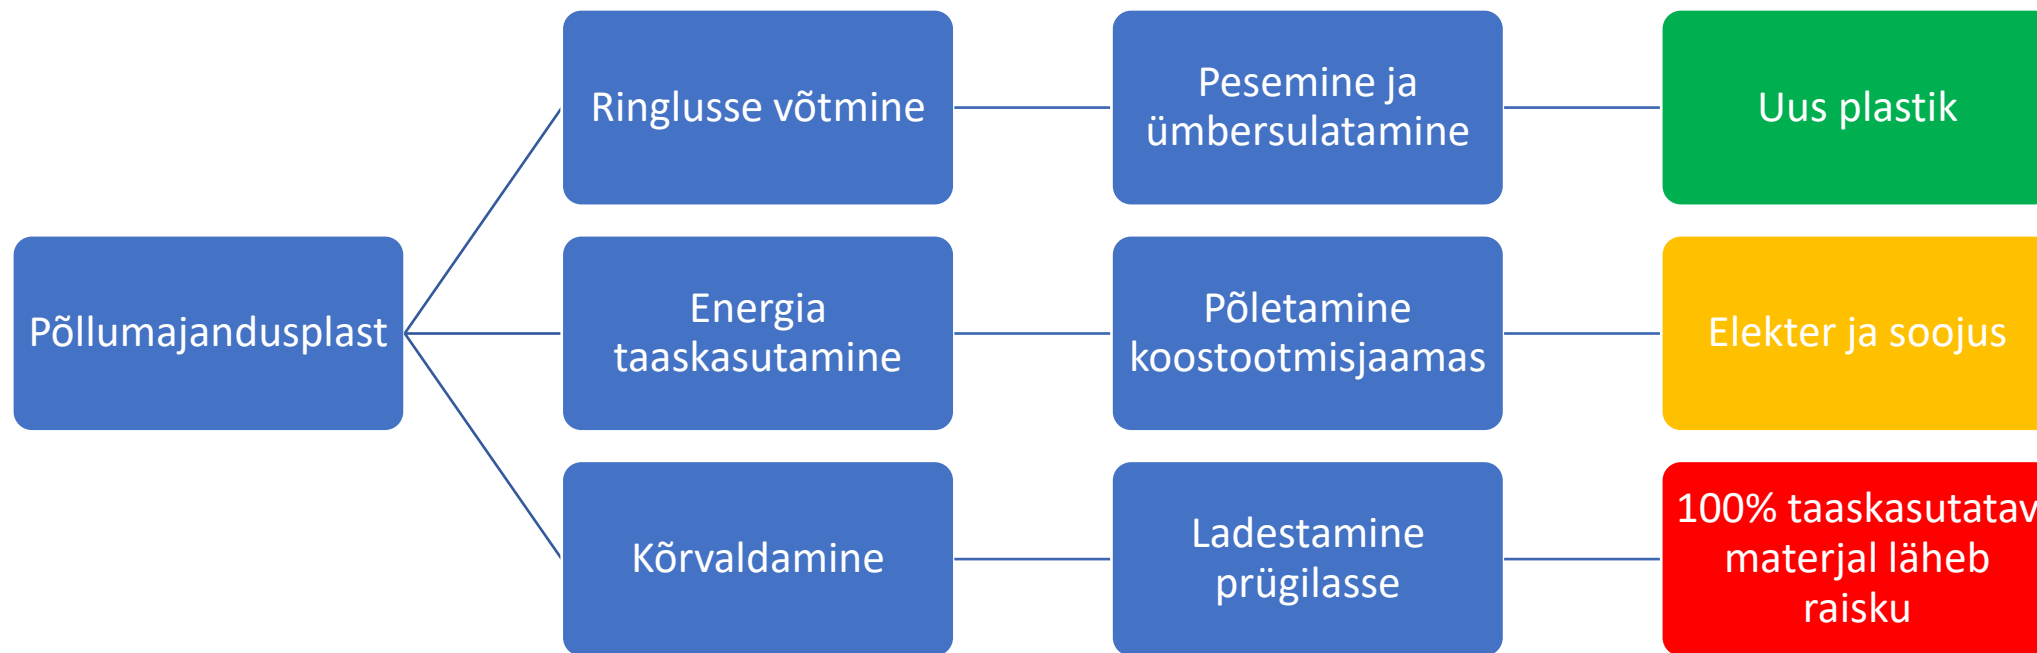 Põllumajandusplast
Ringlusse võtmine
Pesemine ja
ümbersulatamine
Uus plastik
Energia
taaskasutamine
Põletamine
koostootmisjaamas
Elekter ja soojus
Kõrvaldamine
Ladestamine
prügilasse
100% taaskasutatav
materjal läheb
raisku